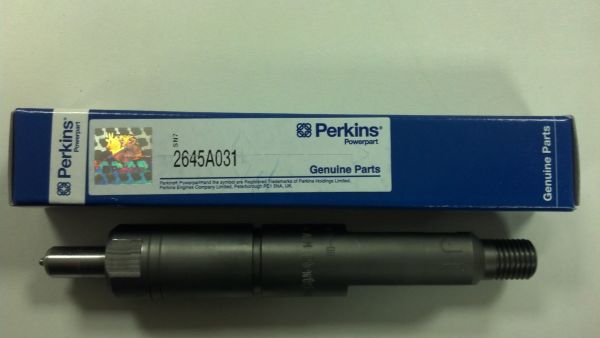 Perkins
SN7
2645A031
Perkins®
Powerpart
Genuine Parts
Perkins® Powerpart and the symbol are Registered Trademarks of Perkins Holdings Limited.
Perkins Engines Company Limited, Peterborough PE1 5NA, UK.
Genuine Parts